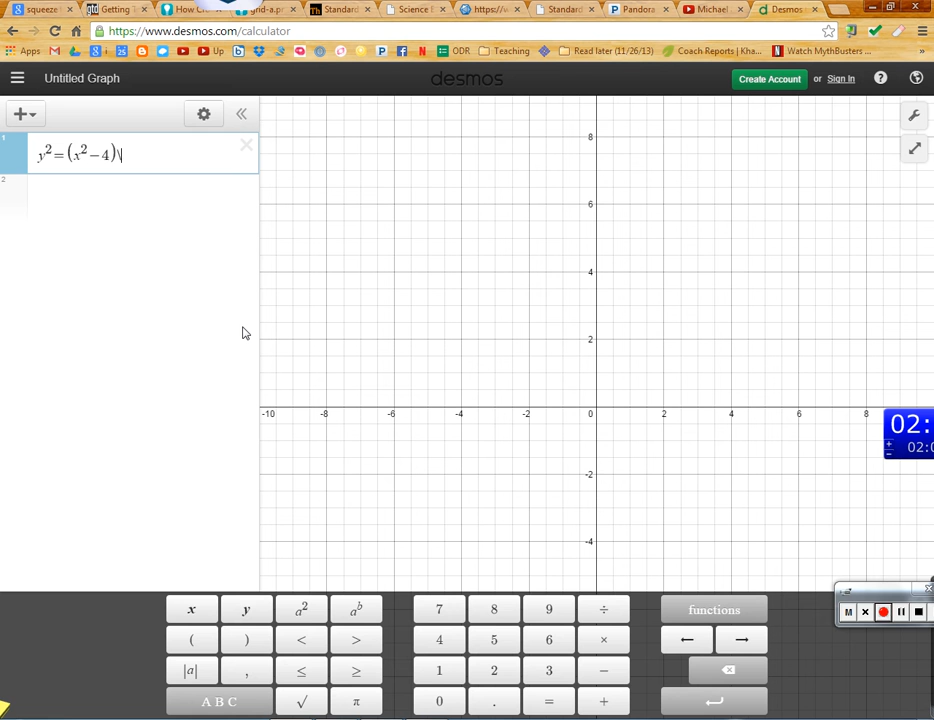 squeeze
Getting T
How Cl
grid-a.p
Standar
Science E
https://w
Standard
Pandora
Michael
Desmos
https://www.desmos.com/calculator
Apps
ODR
Teaching
Read later (11/26/13)
Coach Reports | Kha...
Watch MythBusters ...
Up
Untitled Graph
desmos
Create Account or Sign In
1
y²=(x²−4)\
2
8
6
4
2
-10 -8 -6 -4 -2 0 2 4 6 8
-2
-4
02:
02:0
M
x y a² aᵇ 7 8 9 ÷ functions
( ) < > 4 5 6 × ← →
|a| , ≤ ≥ 1 2 3 −
A B C √ π 0 . = +